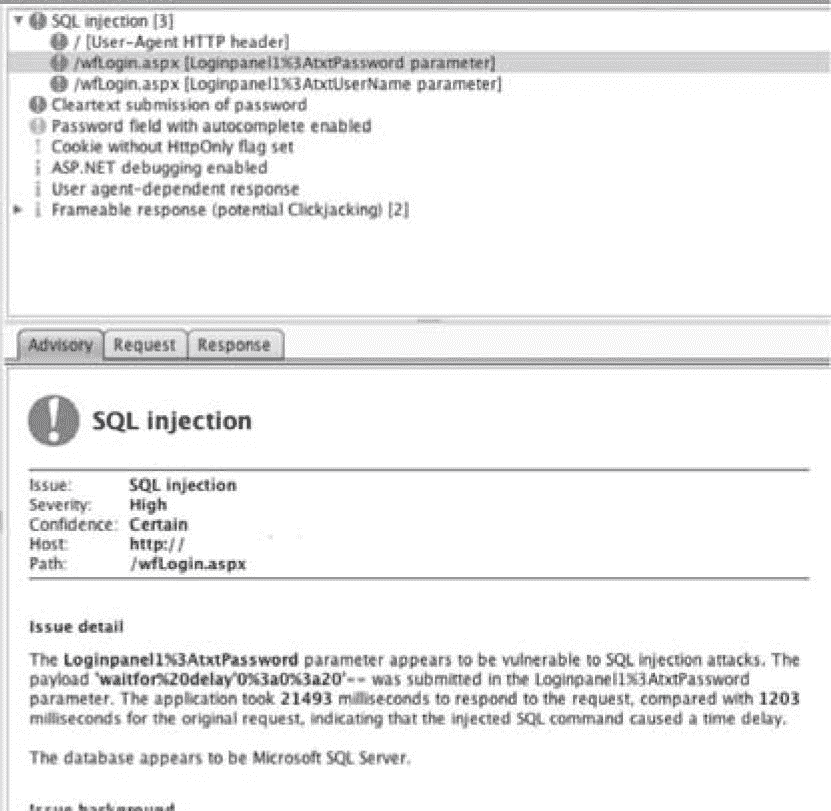 SQL injection [3]
/ [User-Agent HTTP header]
/wfLogin.aspx [Loginpanel1%3AtxtPassword parameter]
/wfLogin.aspx [Loginpanel1%3AtxtUserName parameter]
Cleartext submission of password
Password field with autocomplete enabled
Cookie without HttpOnly flag set
ASP.NET debugging enabled
User agent-dependent response
Frameable response (potential Clickjacking) [2]
Advisory Request Response
SQL injection
Issue: SQL injection
Severity: High
Confidence: Certain
Host: http://
Path: /wfLogin.aspx
Issue detail
The Loginpanel1%3AtxtPassword parameter appears to be vulnerable to SQL injection attacks. The
payload 'waitfor%20delay'0%3a0%3a20'-- was submitted in the Loginpanel1%3AtxtPassword
parameter. The application took 21493 milliseconds to respond to the request, compared with 1203
milliseconds for the original request, indicating that the injected SQL command caused a time delay.
The database appears to be Microsoft SQL Server.
Issue background